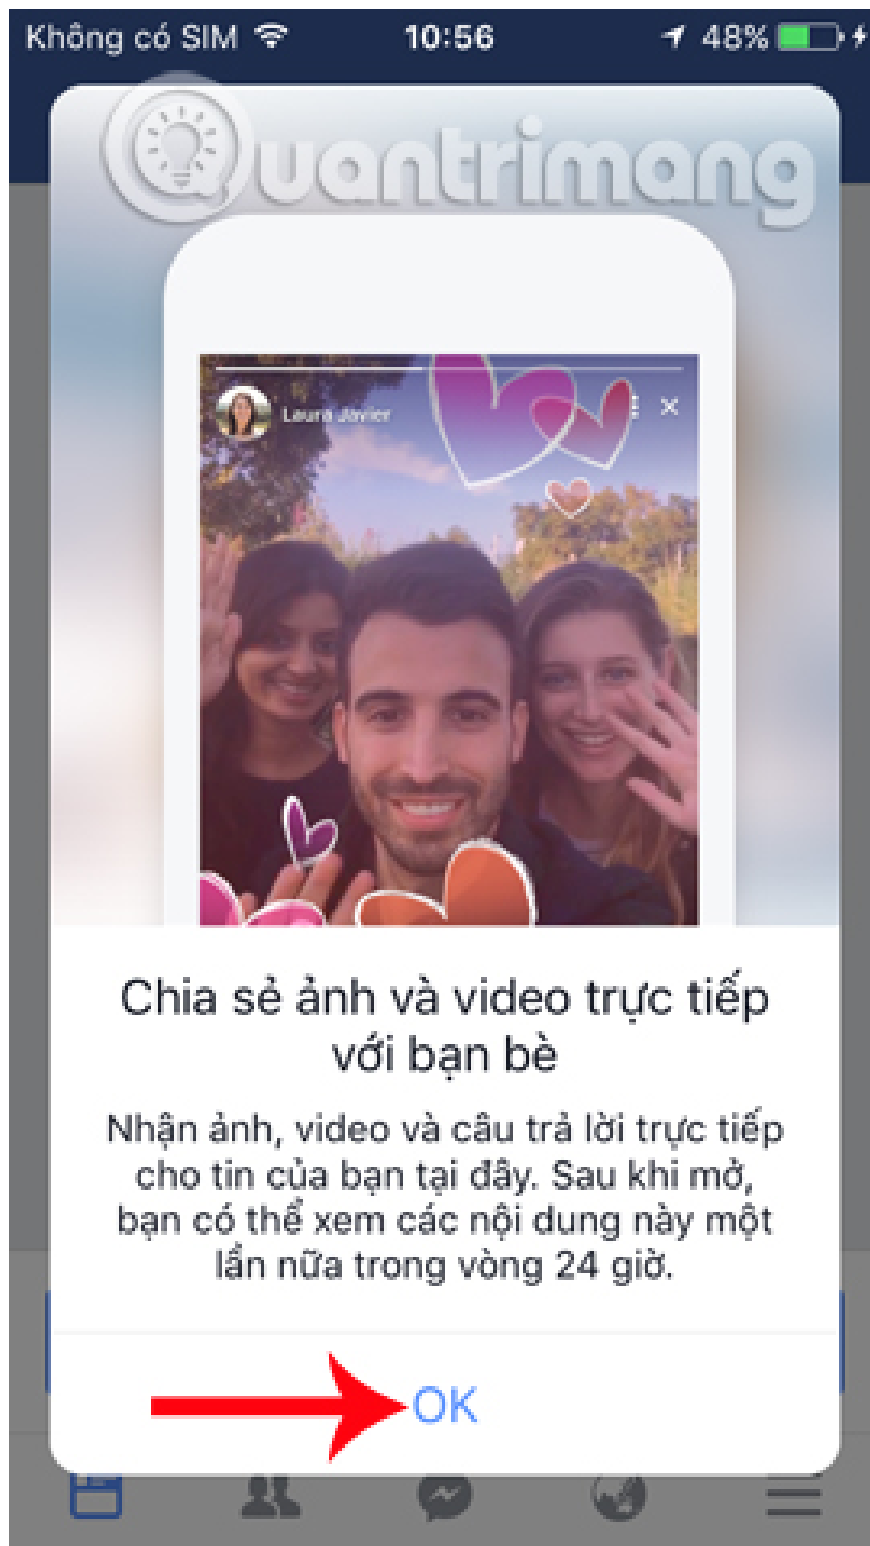 Không có SIM 10:56 48%
Quantrimang
Laura Javier
Chia sẻ ảnh và video trực tiếp
với bạn bè
Nhận ảnh, video và câu trả lời trực tiếp
cho tin của bạn tại đây. Sau khi mở,
bạn có thể xem các nội dung này một
lần nữa trong vòng 24 giờ.
OK